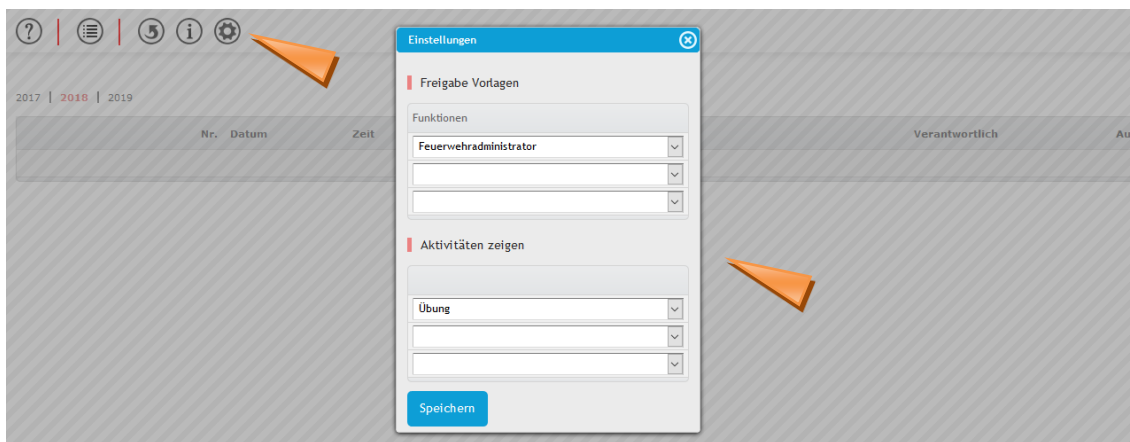 Einstellungen
Freigabe Vorlagen
2017 | 2018 | 2019
Funktionen
Nr. Datum Zeit Verantwortlich Au
Feuerwehradministrator
Aktivitäten zeigen
Übung
Speichern